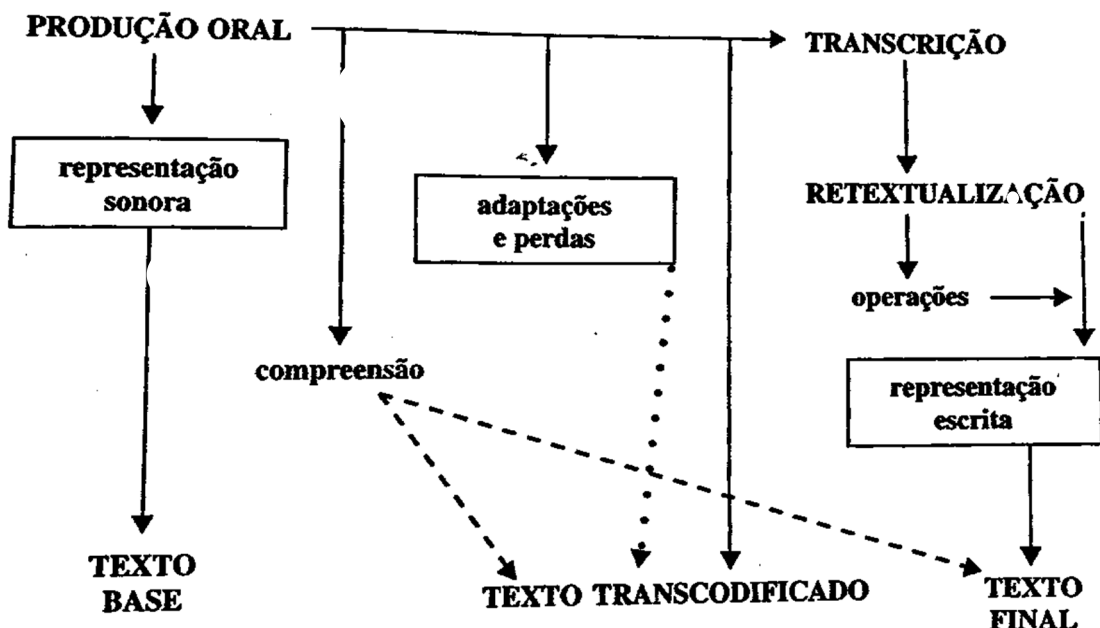 PRODUÇÃO ORAL
TRANSCRIÇÃO
representação
sonora
adaptações
e perdas
RETEXTUALIZAÇÃO
operações
compreensão
representação
escrita
TEXTO
BASE
TEXTO TRANSCODIFICADO
TEXTO
FINAL